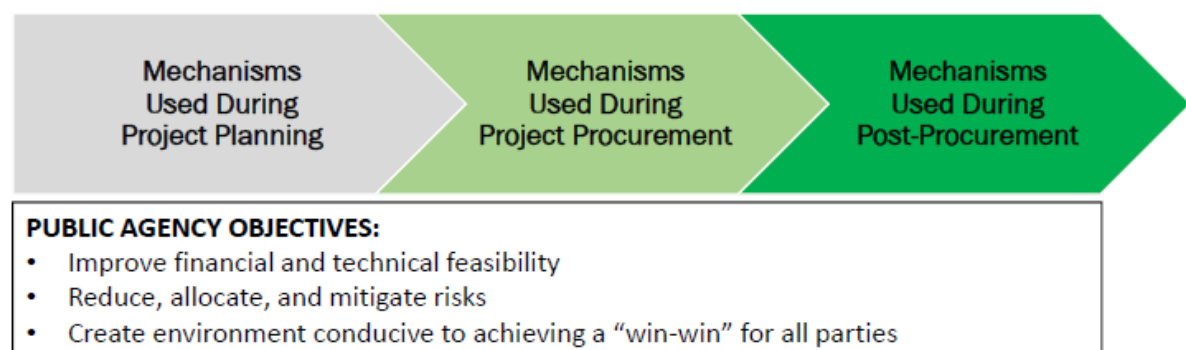 Mechanisms
Used During
Project Planning
Mechanisms
Used During
Project Procurement
Mechanisms
Used During
Post-Procurement
PUBLIC AGENCY OBJECTIVES:
• Improve financial and technical feasibility
• Reduce, allocate, and mitigate risks
• Create environment conducive to achieving a “win-win” for all parties